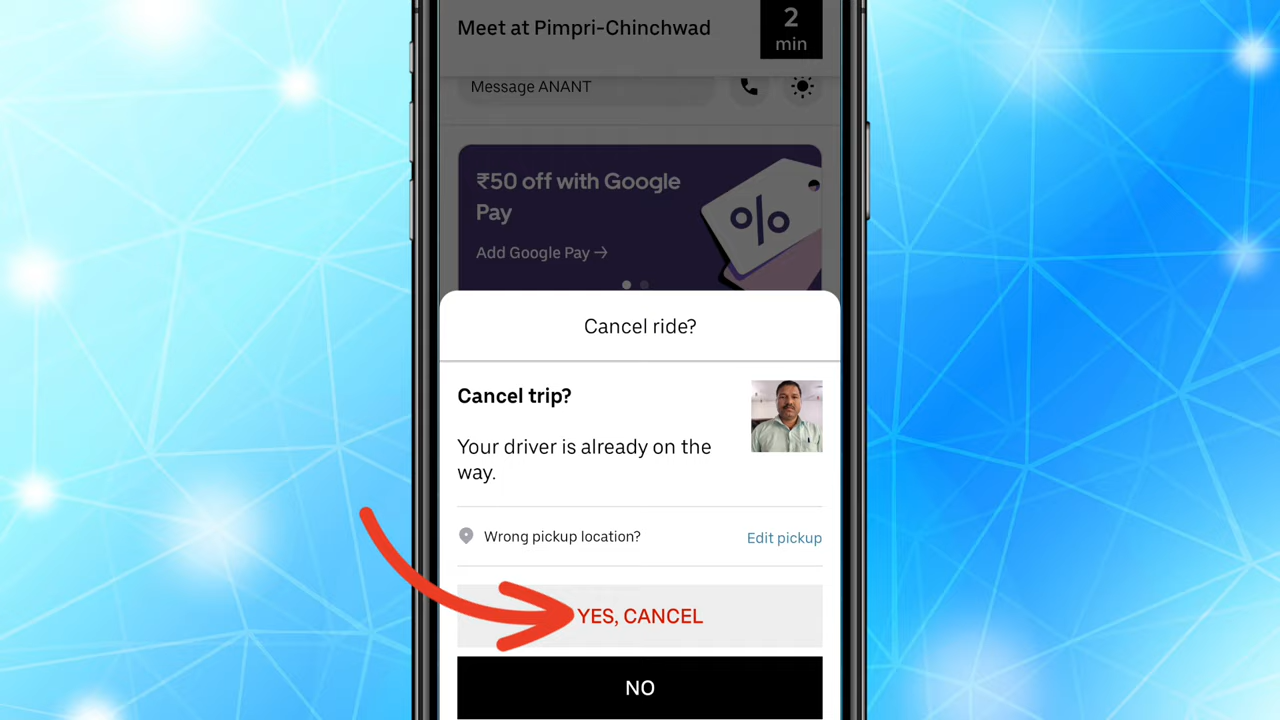 Meet at Pimpri-Chinchwad
2
min
Message ANANT
₹50 off with Google
Pay
Add Google Pay →
%
Cancel ride?
Cancel trip?
Your driver is already on the
way.
Wrong pickup location?
Edit pickup
YES, CANCEL
NO